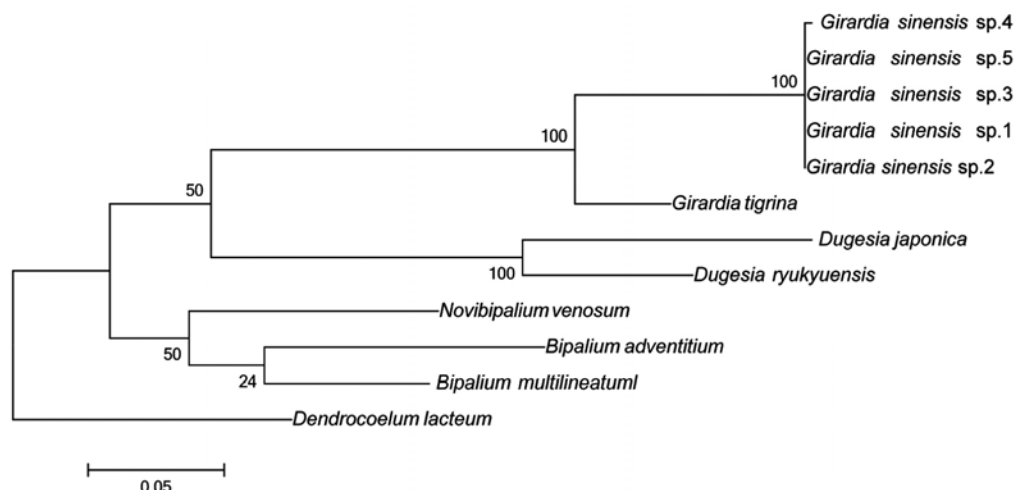 Girardia sinensis sp.4
Girardia sinensis sp.5
100
Girardia sinensis sp.3
Girardia sinensis sp.1
100
Girardia sinensis sp.2
50
Girardia tigrina
Dugesia japonica
100
Dugesia ryukyuensis
Novibipalium venosum
50
Bipalium adventitium
24
Bipalium multilineatuml
Dendrocoelum lacteum
0.05